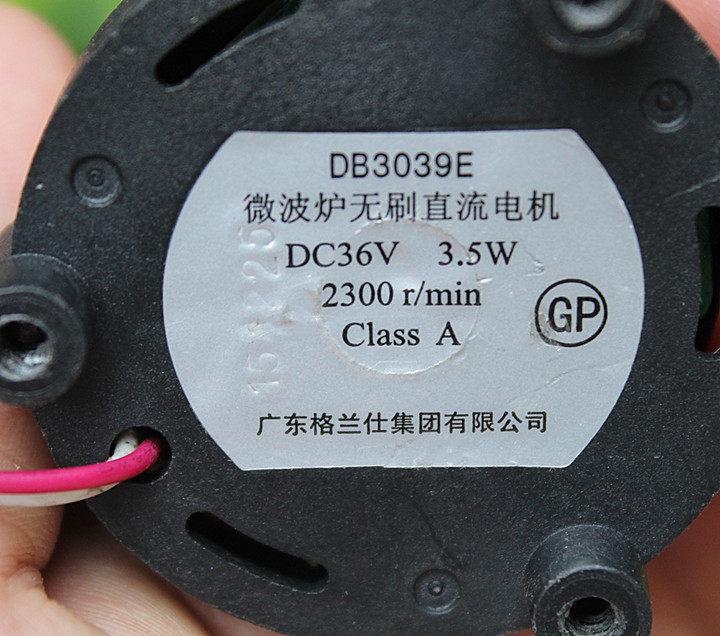 DB3039E
微波炉无刷直流电机
DC36V 3.5W
2300 r/min
Class A
GP
广东格兰仕集团有限公司